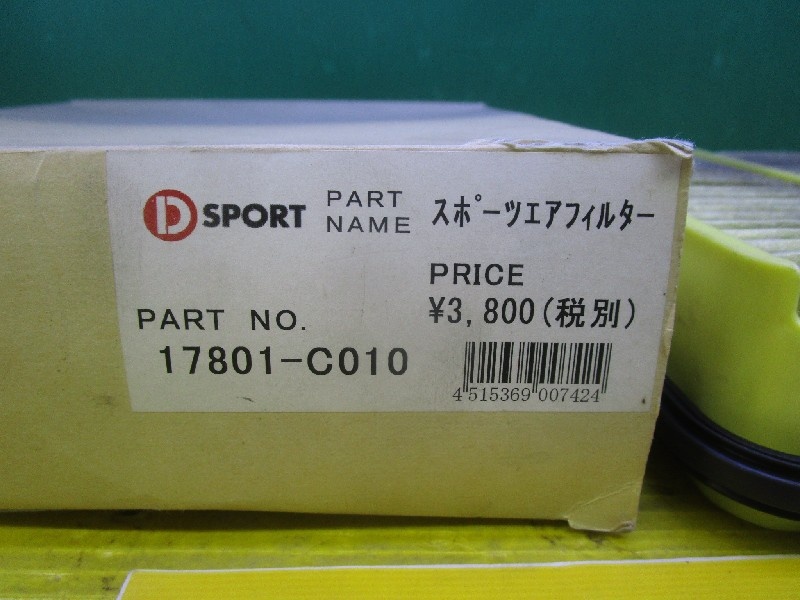 D SPORT
PART NAME
スポーツエアフィルター
PRICE
¥3,800(税別)
PART NO.
17801-C010
4 515369 007424